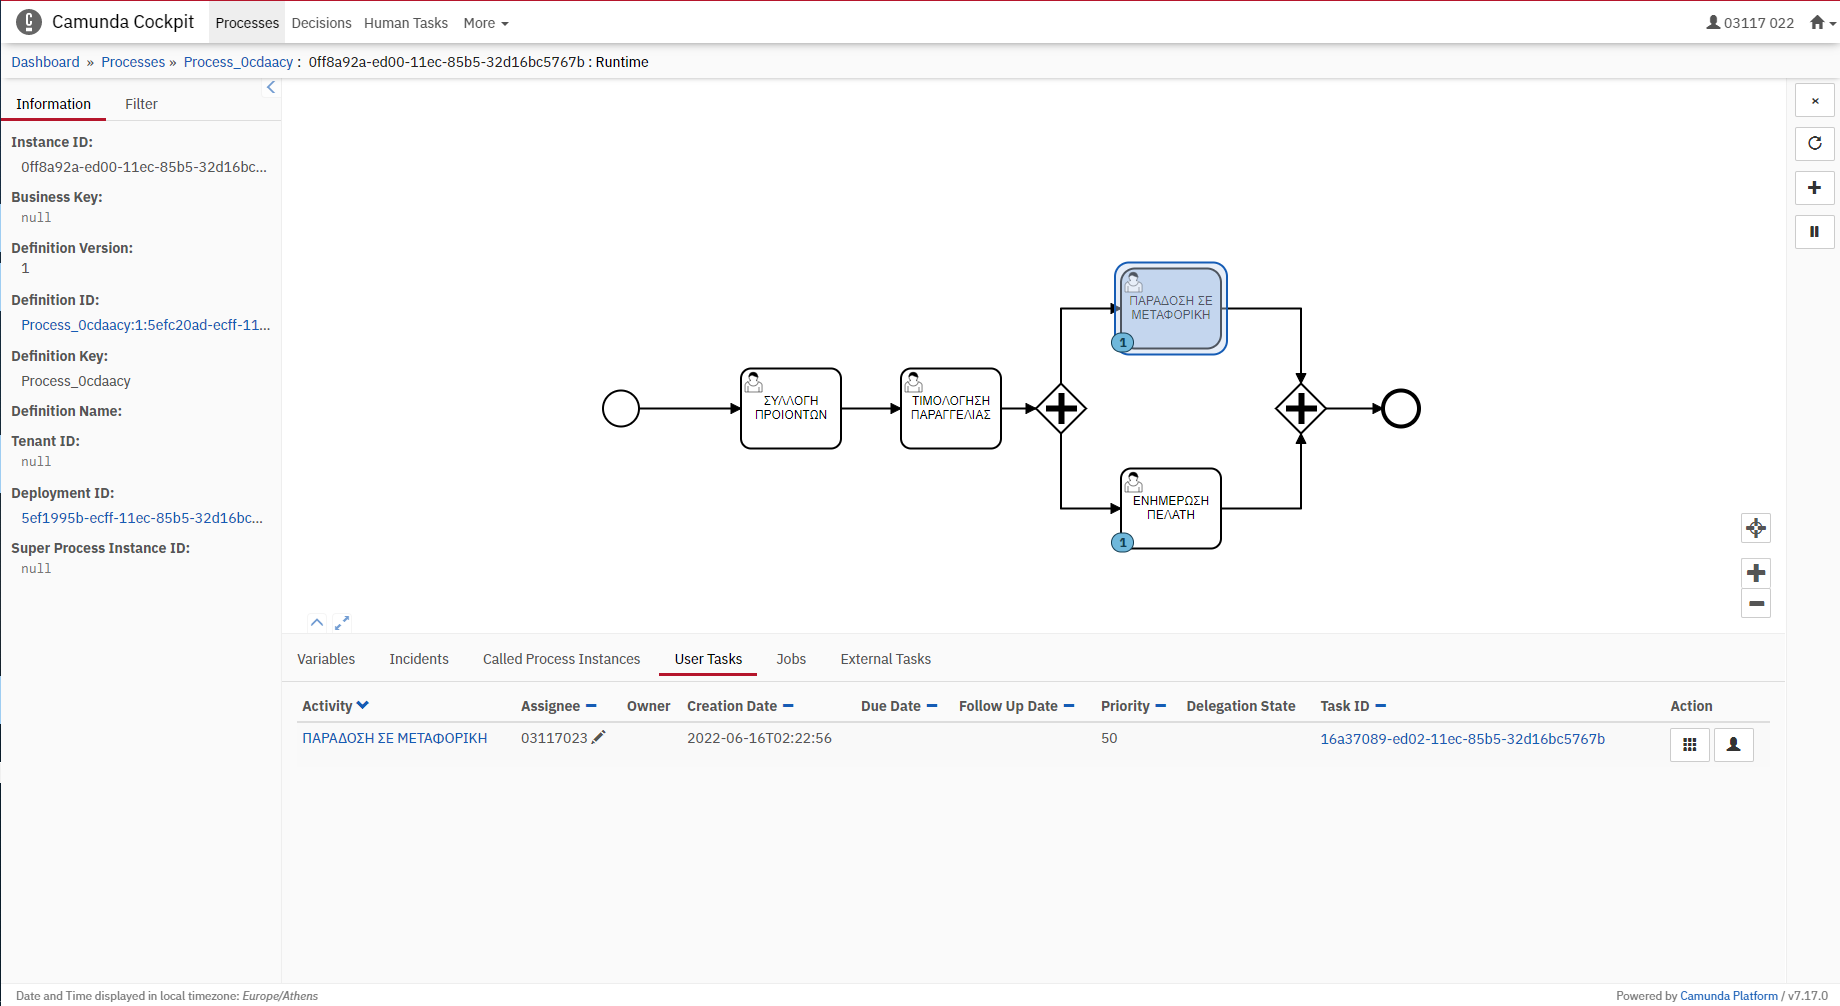 Camunda Cockpit Processes Decisions Human Tasks More 03117 022
Dashboard » Processes » Process_0cdaacy : 0ff8a92a-ed00-11ec-85b5-32d16bc5767b : Runtime
Information Filter
Instance ID:
0ff8a92a-ed00-11ec-85b5-32d16bc...
Business Key:
null
Definition Version:
1
Definition ID:
Process_0cdaacy:1:5efc20ad-ecff-11...
Definition Key:
Process_0cdaacy
Definition Name:
Tenant ID:
null
Deployment ID:
5ef1995b-ecff-11ec-85b5-32d16bc...
Super Process Instance ID:
null
ΣΥΛΛΟΓΗ
ΠΡΟΙΟΝΤΩΝ
ΤΙΜΟΛΟΓΗΣΗ
ΠΑΡΑΓΓΕΛΙΑΣ
ΠΑΡΑΔΟΣΗ ΣΕ
ΜΕΤΑΦΟΡΙΚΗ
1
ΕΝΗΜΕΡΩΣΗ
ΠΕΛΑΤΗ
1
Variables Incidents Called Process Instances User Tasks Jobs External Tasks
Activity Assignee Owner Creation Date Due Date Follow Up Date Priority Delegation State Task ID Action
ΠΑΡΑΔΟΣΗ ΣΕ ΜΕΤΑΦΟΡΙΚΗ 03117023 2022-06-16T02:22:56 50 16a37089-ed02-11ec-85b5-32d16bc5767b
Date and Time displayed in local timezone: Europe/Athens
Powered by Camunda Platform / v7.17.0